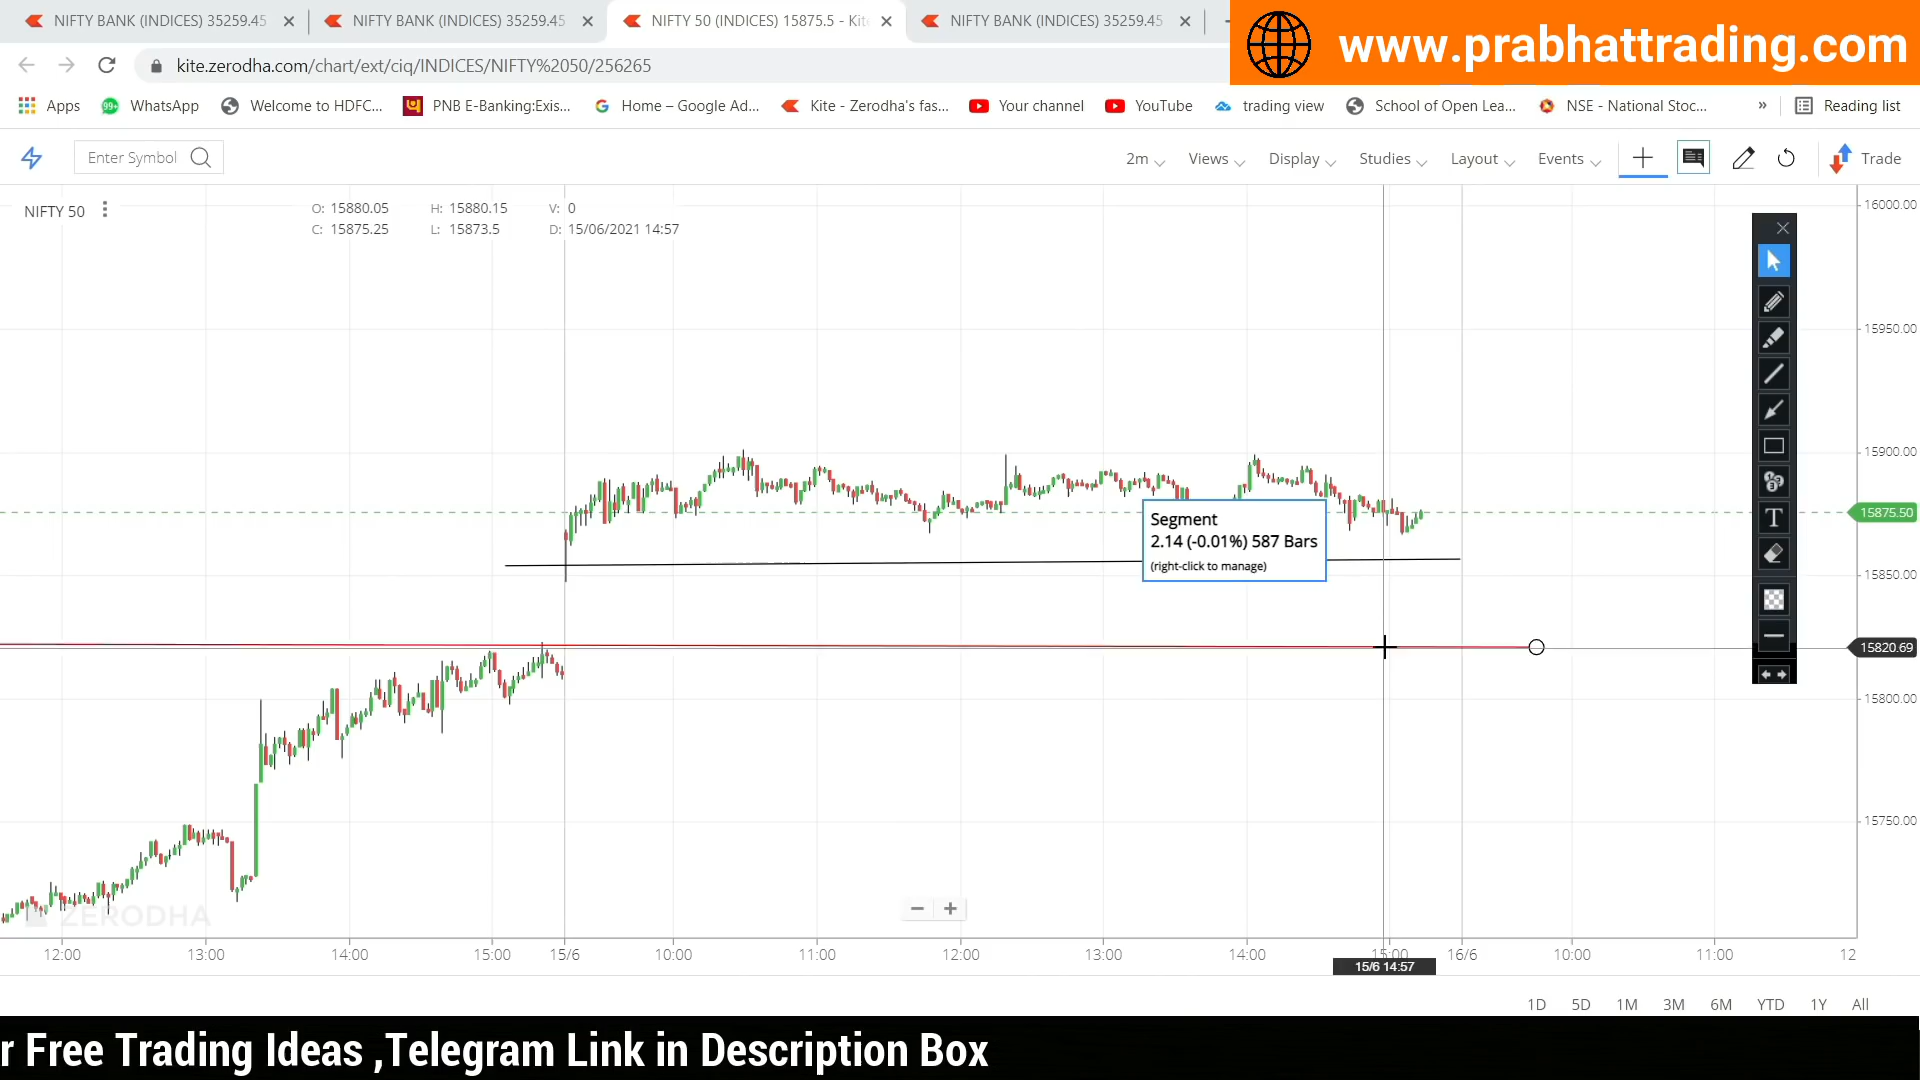 NIFTY BANK (INDICES) 35259.45 NIFTY BANK (INDICES) 35259.45 NIFTY 50 (INDICES) 15875.5 - Kit NIFTY BANK (INDICES) 35259.45
www.prabhattrading.com
kite.zerodha.com/chart/ext/ciq/INDICES/NIFTY%2050/256265
Apps 99+ WhatsApp Welcome to HDFC... PNB E-Banking:Exis... Home – Google Ad... Kite - Zerodha's fas... Your channel YouTube trading view School of Open Lea... NSE - National Stoc... » Reading list
Enter Symbol 2m Views Display Studies Layout Events Trade
NIFTY 50 O: 15880.05 H: 15880.15 V: 0
C: 15875.25 L: 15873.5 D: 15/06/2021 14:57
16000.00
15950.00
15900.00
15875.50
Segment
2.14 (-0.01%) 587 Bars
(right-click to manage)
15850.00
15820.69
15800.00
15750.00
T
ZERODHA
12:00 13:00 14:00 15:00 15/6 10:00 11:00 12:00 13:00 14:00 15:00 16/6 10:00 11:00 12
15/6 14:57
1D 5D 1M 3M 6M YTD 1Y All
r Free Trading Ideas ,Telegram Link in Description Box